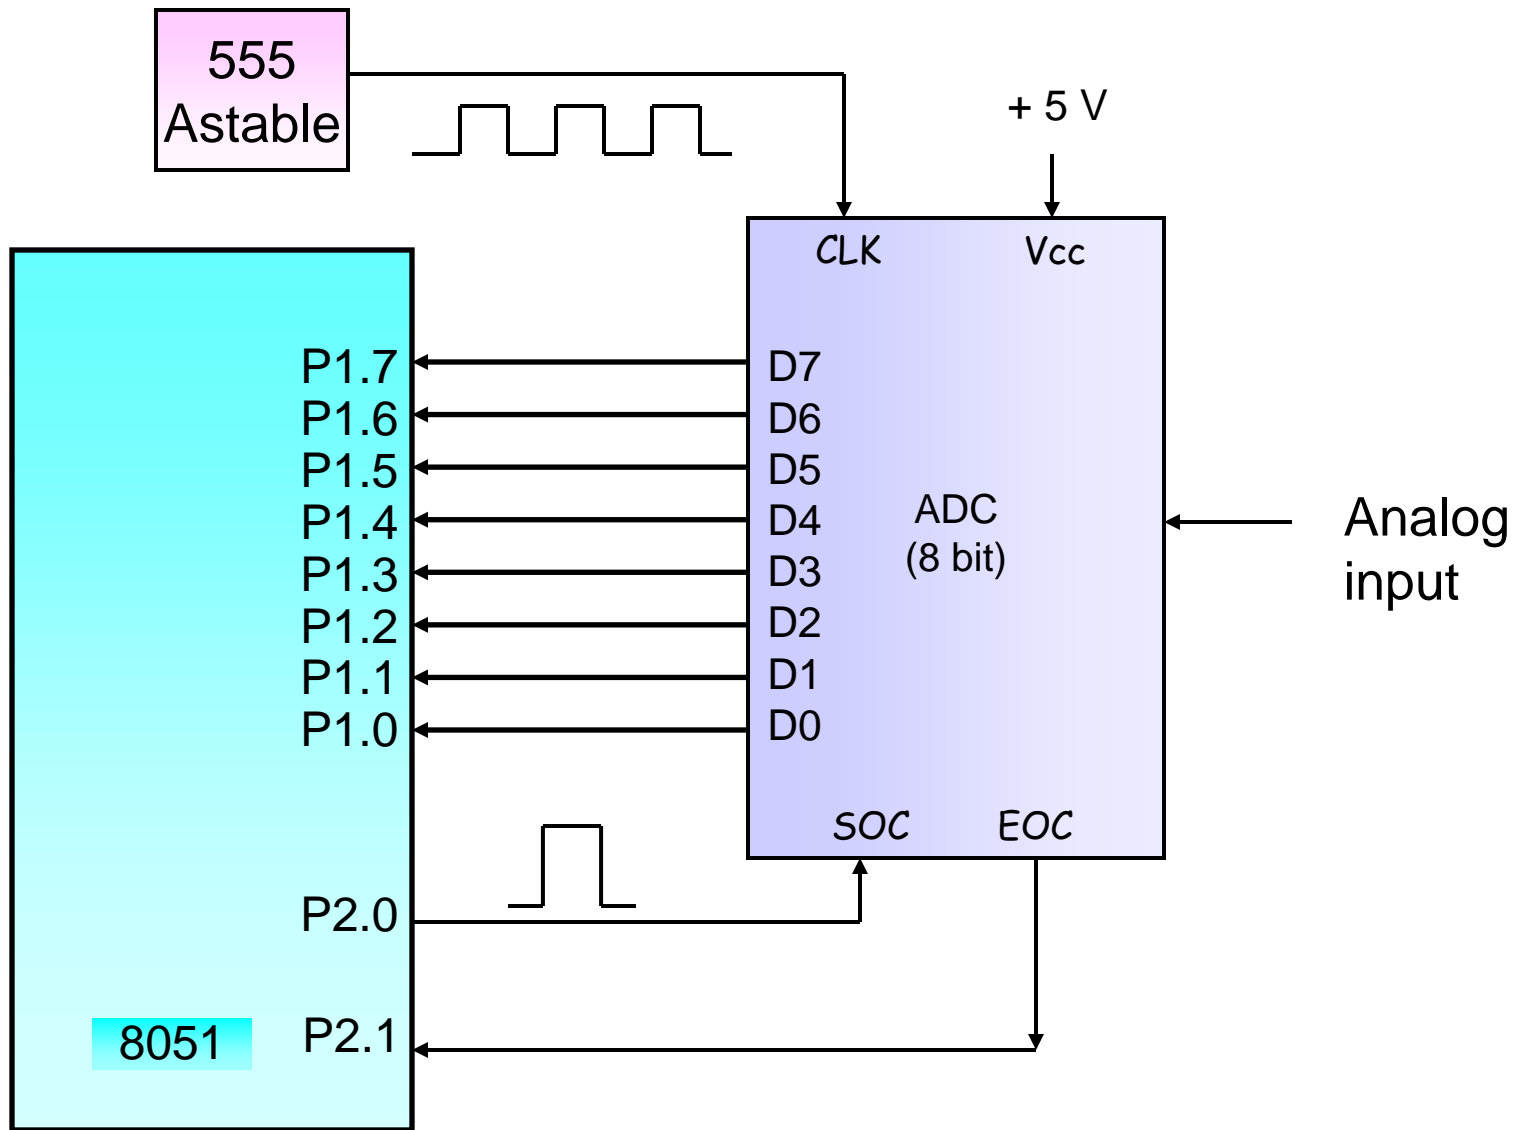 555
Astable
+ 5 V
CLK
Vcc
P1.7
P1.6
P1.5
P1.4
P1.3
P1.2
P1.1
P1.0
D7
D6
D5
D4
D3
D2
D1
D0
ADC
(8 bit)
Analog
input
SOC
EOC
P2.0
P2.1
8051